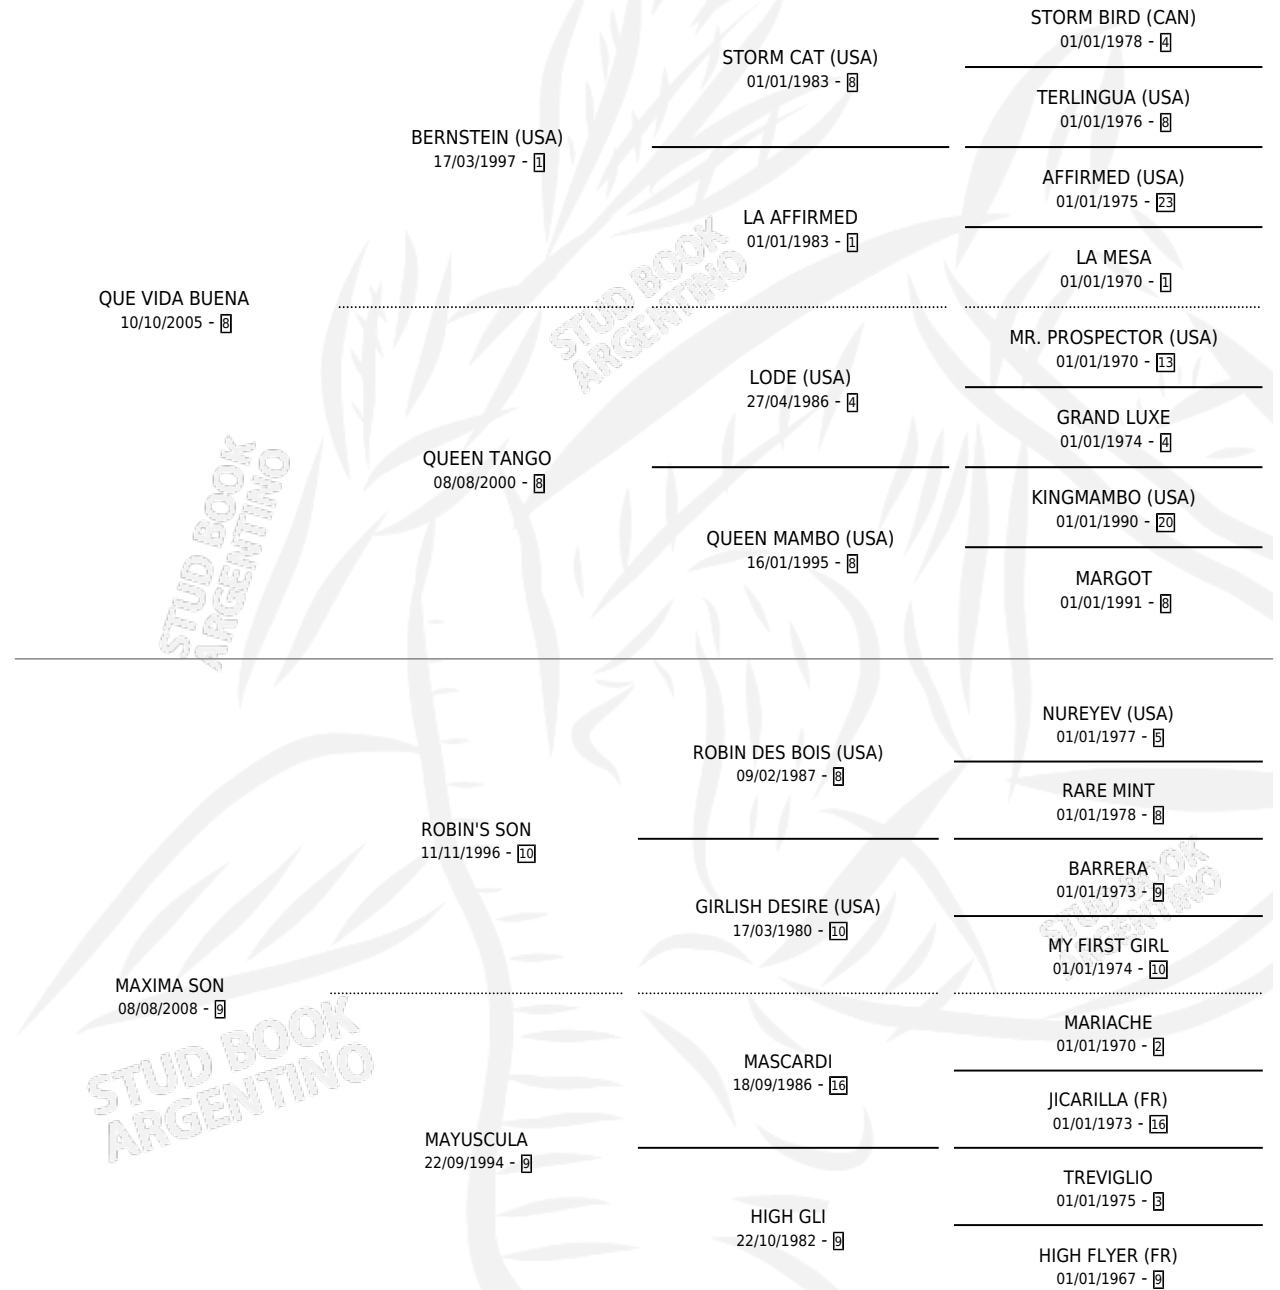 STORM BIRD (CAN)
01/01/1978 - 4
STORM CAT (USA)
01/01/1983 - 8
TERLINGUA (USA)
01/01/1976 - 8
BERNSTEIN (USA)
17/03/1997 - 1
AFFIRMED (USA)
01/01/1975 - 23
LA AFFIRMED
01/01/1983 - 1
LA MESA
01/01/1970 - 1
QUE VIDA BUENA
10/10/2005 - 8
MR. PROSPECTOR (USA)
01/01/1970 - 13
LODE (USA)
27/04/1986 - 4
GRAND LUXE
01/01/1974 - 4
QUEEN TANGO
08/08/2000 - 8
KINGMAMBO (USA)
01/01/1990 - 20
QUEEN MAMBO (USA)
16/01/1995 - 8
MARGOT
01/01/1991 - 8
NUREYEV (USA)
01/01/1977 - 5
ROBIN DES BOIS (USA)
09/02/1987 - 8
RARE MINT
01/01/1978 - 8
ROBIN'S SON
11/11/1996 - 10
BARRERA
01/01/1973 - 9
GIRLISH DESIRE (USA)
17/03/1980 - 10
MY FIRST GIRL
01/01/1974 - 10
MAXIMA SON
08/08/2008 - 9
MARIACHE
01/01/1970 - 2
MASCARDI
18/09/1986 - 16
JICARILLA (FR)
01/01/1973 - 16
MAYUSCULA
22/09/1994 - 9
TREVIGLIO
01/01/1975 - 3
HIGH GLI
22/10/1982 - 9
HIGH FLYER (FR)
01/01/1967 - 9
STUD BOOK
ARGENTINO
STUD BOOK
ARGENTINO
STUD BOOK
ARGENTINO
STUD BOOK
ARGENTINO